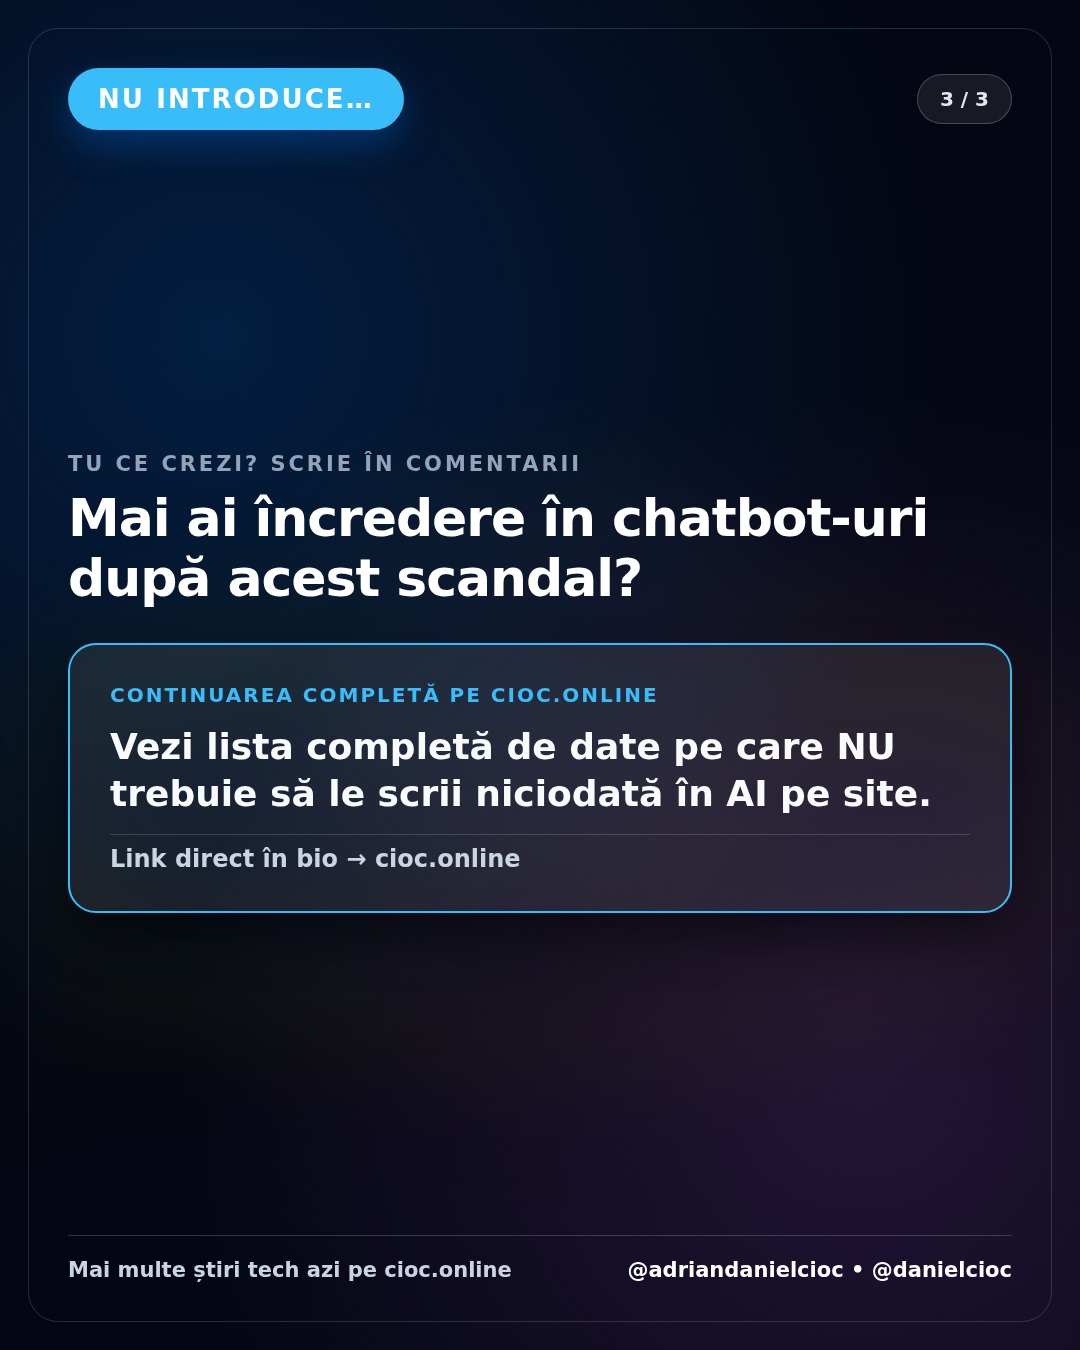 NU INTRODUCE…
3 / 3
TU CE CREZI? SCRIE ÎN COMENTARII
Mai ai încredere în chatbot-uri
după acest scandal?
CONTINUAREA COMPLETĂ PE CIOC.ONLINE
Vezi lista completă de date pe care NU
trebuie să le scrii niciodată în AI pe site.
Link direct în bio → cioc.online
Mai multe știri tech azi pe cioc.online
@adriandanielcioc • @danielcioc